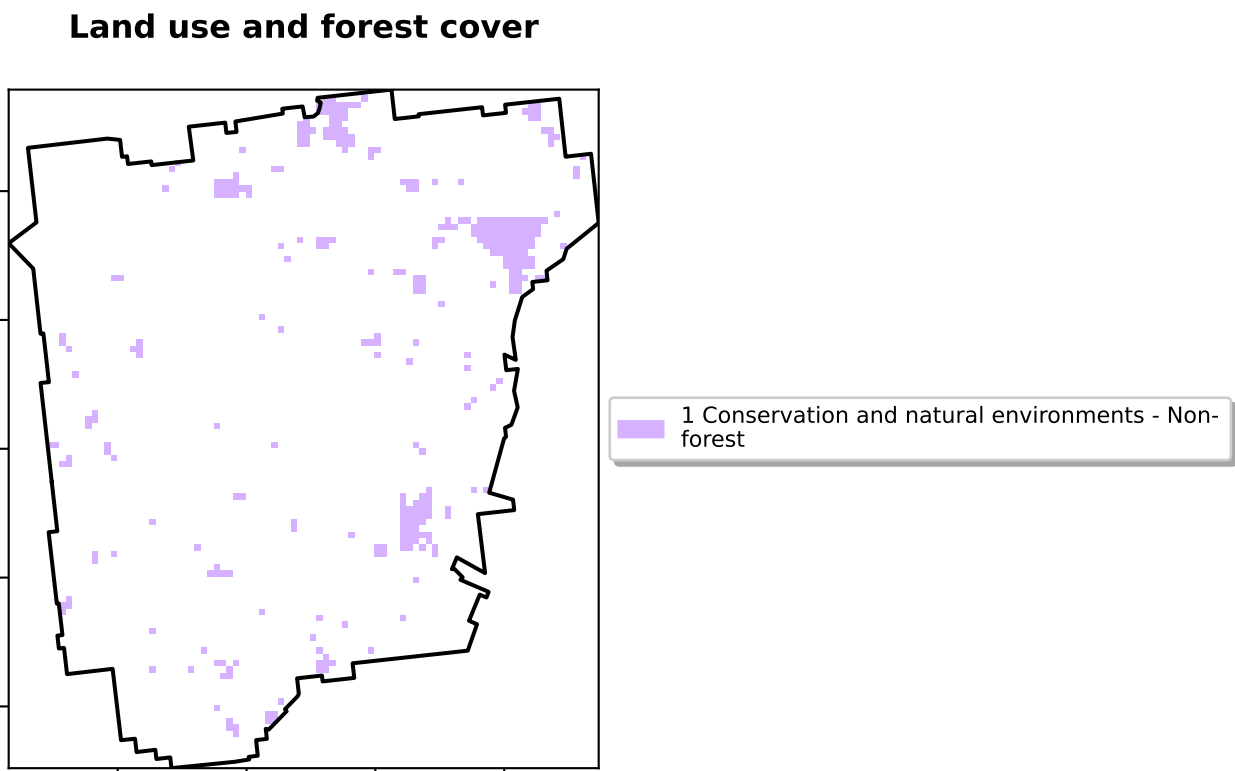 Land use and forest cover
1 Conservation and natural environments - Non-
forest